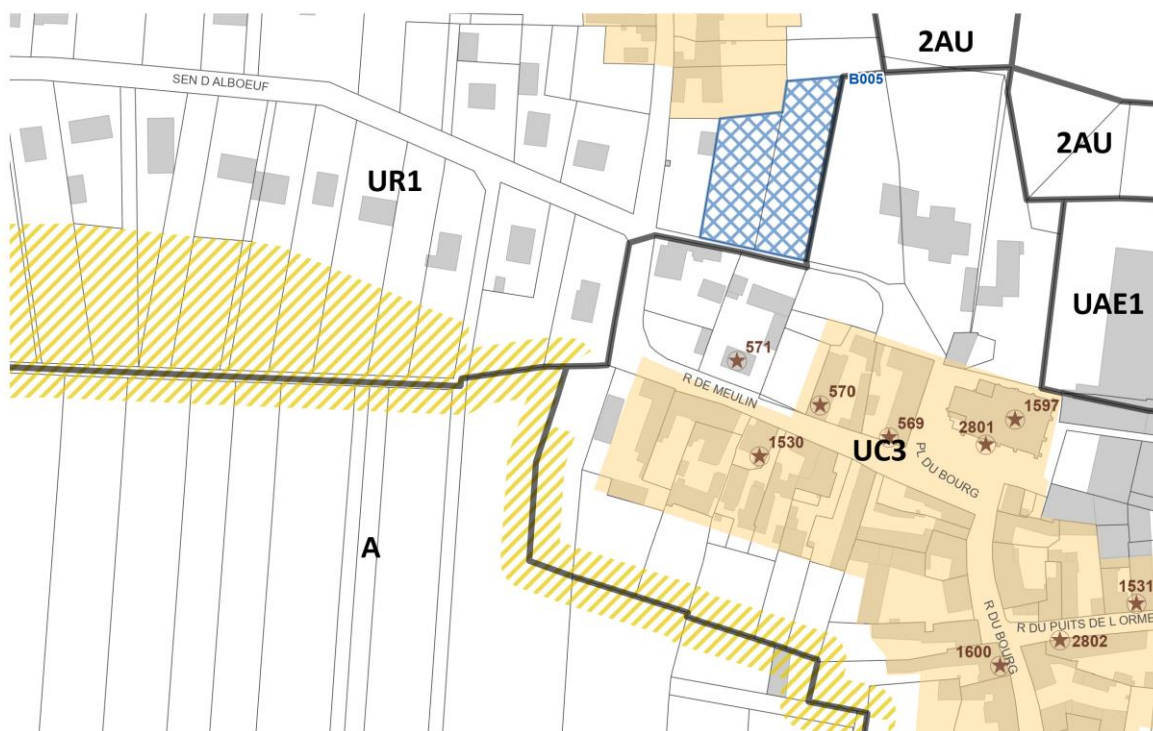 2AU
B005
SEN D ALBOEUF
2AU
UR1
UAE1
571
R DE MEULIN
570
1597
569
2801
UC3
1530
PL DU BOURG
A
1531
R DU PUITS DE L ORME
R DU BOURG
2802
1600